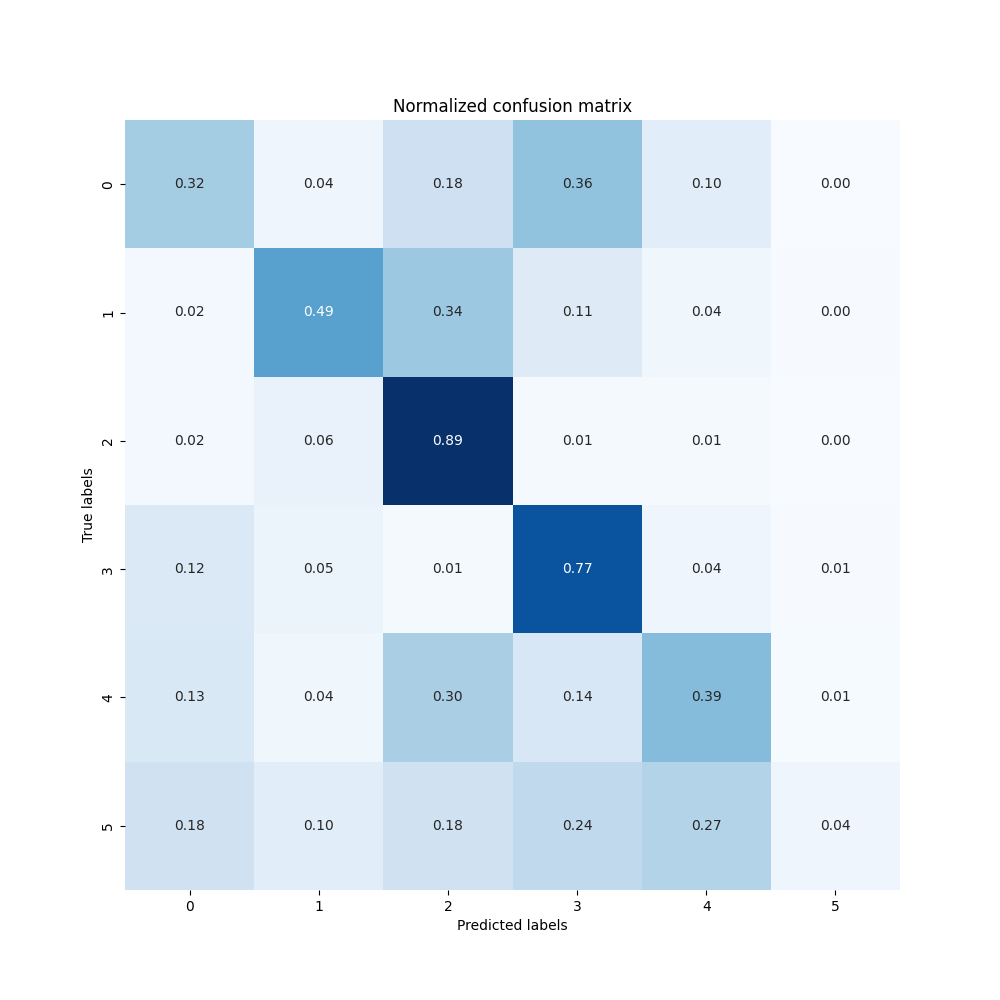 Normalized confusion matrix
0 0.32 0.04 0.18 0.36 0.10 0.00
1 0.02 0.49 0.34 0.11 0.04 0.00
2 0.02 0.06 0.89 0.01 0.01 0.00
True labels
3 0.12 0.05 0.01 0.77 0.04 0.01
4 0.13 0.04 0.30 0.14 0.39 0.01
5 0.18 0.10 0.18 0.24 0.27 0.04
0 1 2 3 4 5
Predicted labels